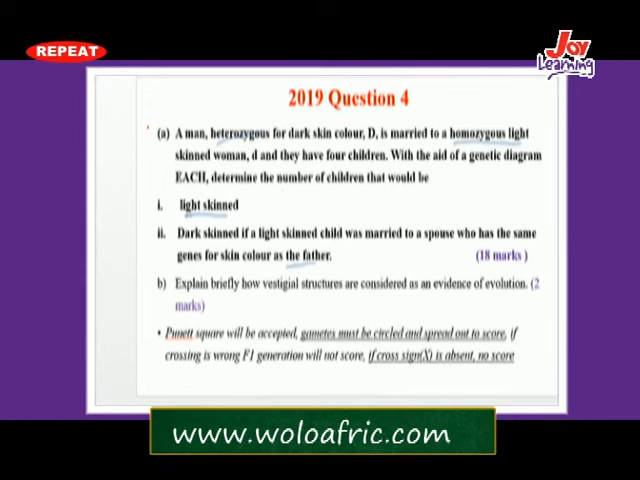 REPEAT
Joy
Learning
2019 Question 4
(a) A man, heterozygous for dark skin colour, D, is married to a homozygous light
skinned woman, d and they have four children. With the aid of a genetic diagram
EACH, determine the number of children that would be
i. light skinned
ii. Dark skinned if a light skinned child was married to a spouse who has the same
genes for skin colour as the father. (18 marks )
b) Explain briefly how vestigial structures are considered as an evidence of evolution. (2
marks)
• Punett square will be accepted, gametes must be circled and spread out to score, if
crossing is wrong F1 generation will not score, if cross sign(X) is absent, no score
www.woloafric.com